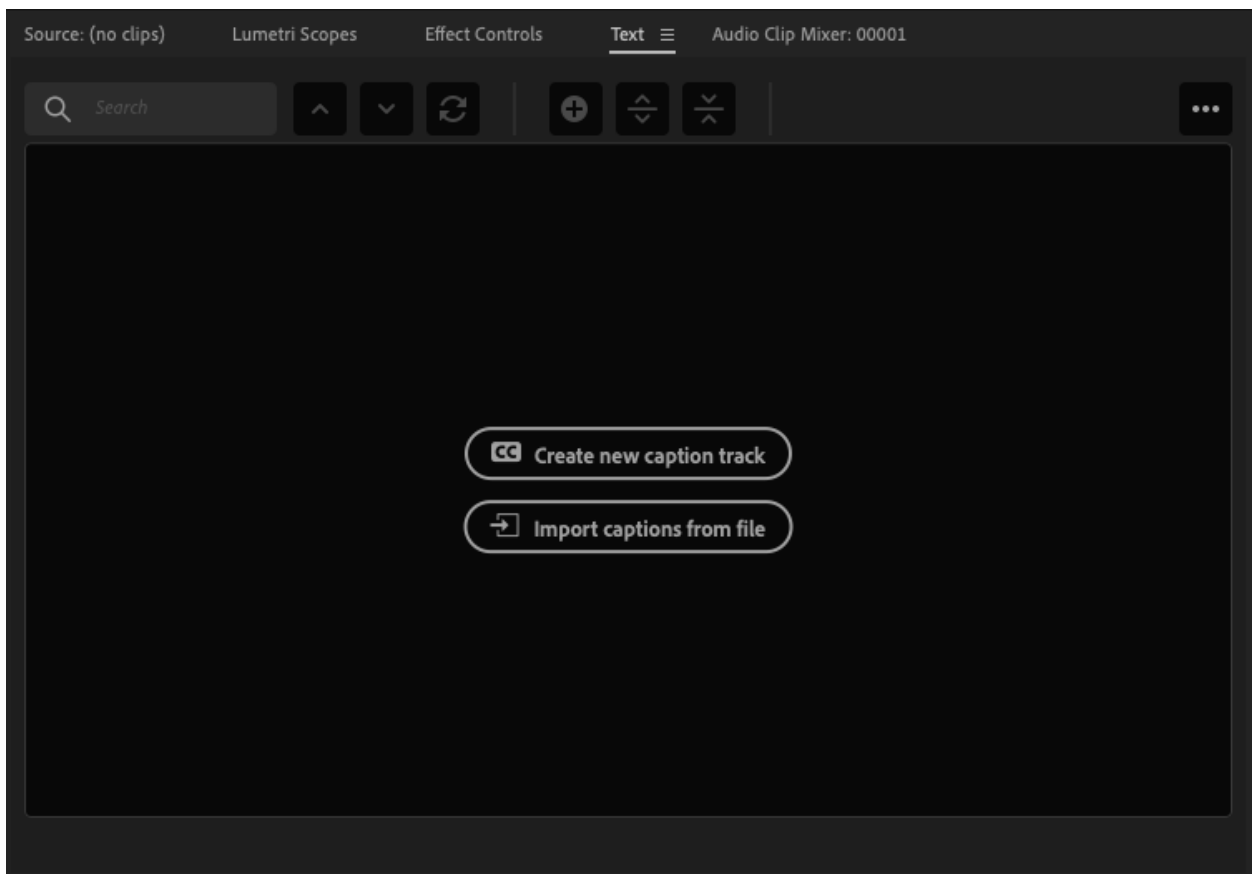 Source: (no clips) Lumetri Scopes Effect Controls Text Audio Clip Mixer: 00001
Search
CC Create new caption track
Import captions from file